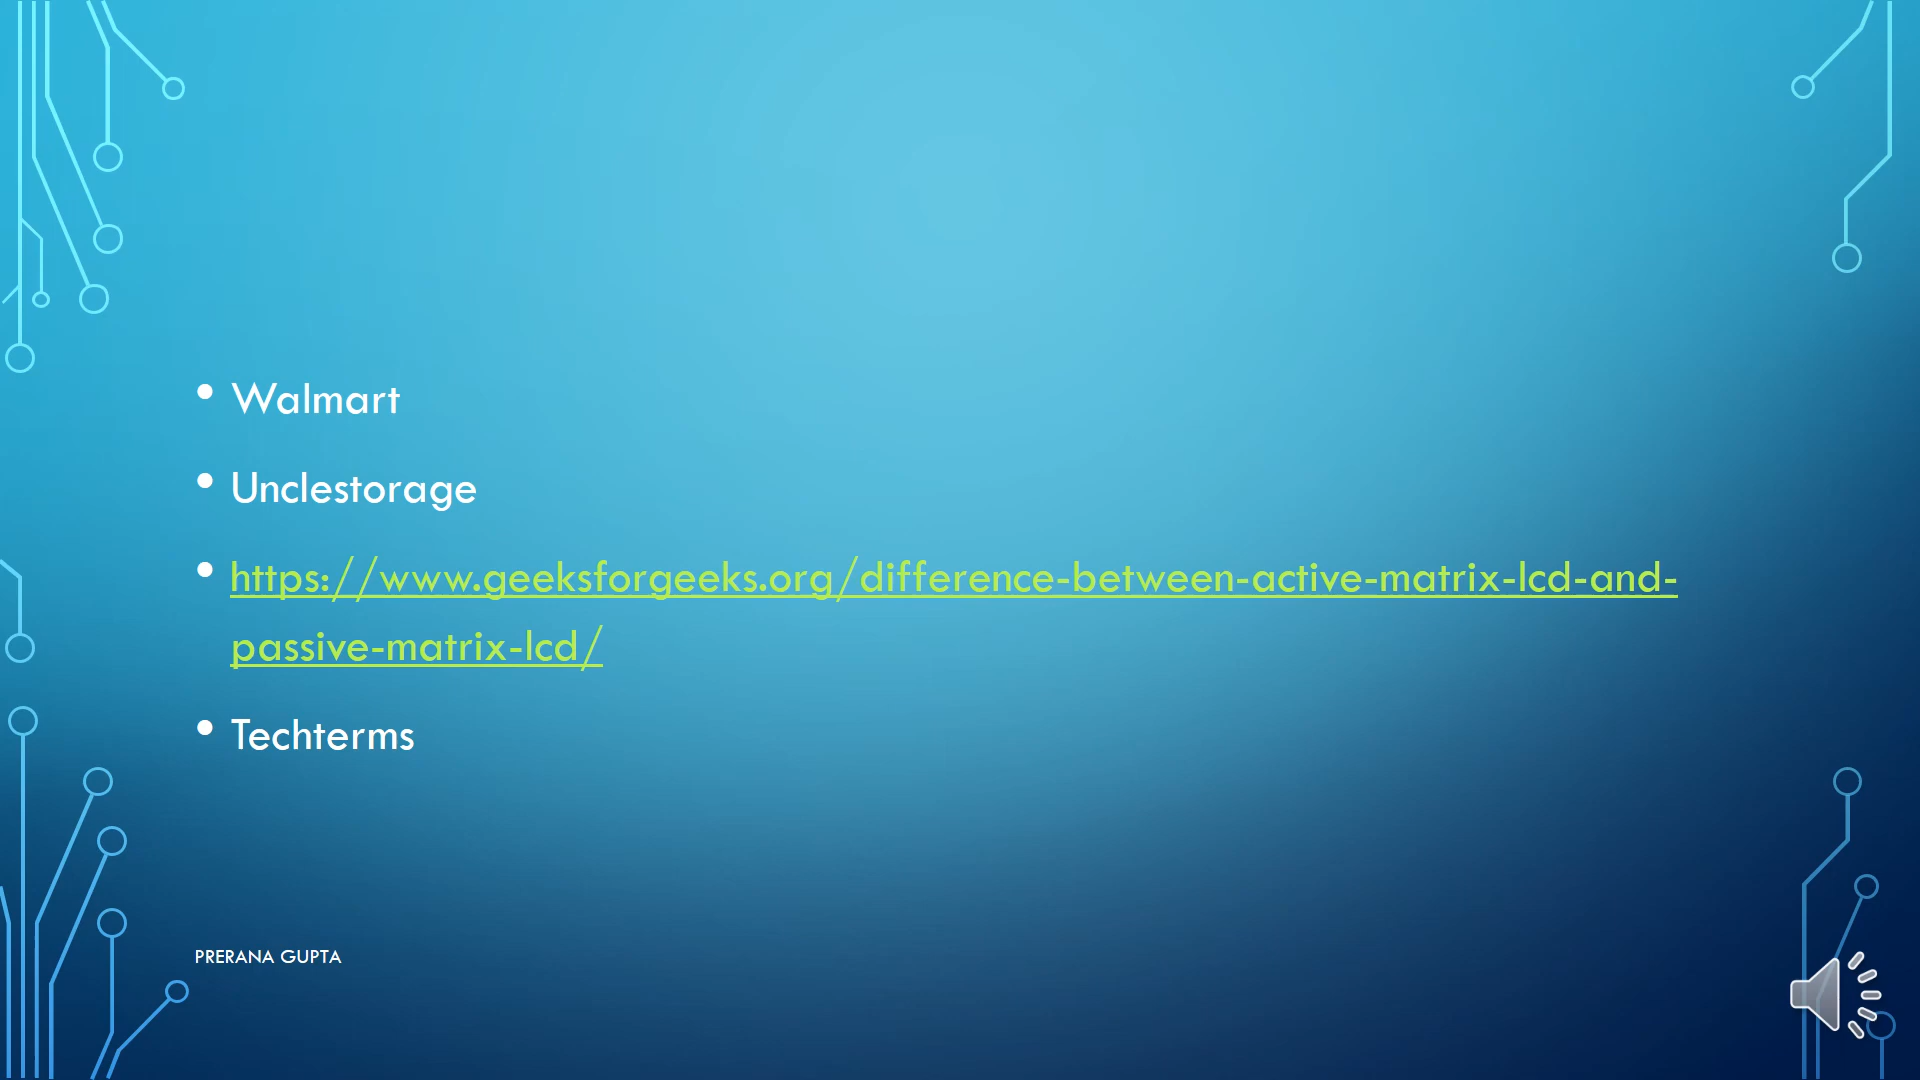 • Walmart
• Unclestorage
• https://www.geeksforgeeks.org/difference-between-active-matrix-lcd-and-
passive-matrix-lcd/
• Techterms
PRERANA GUPTA